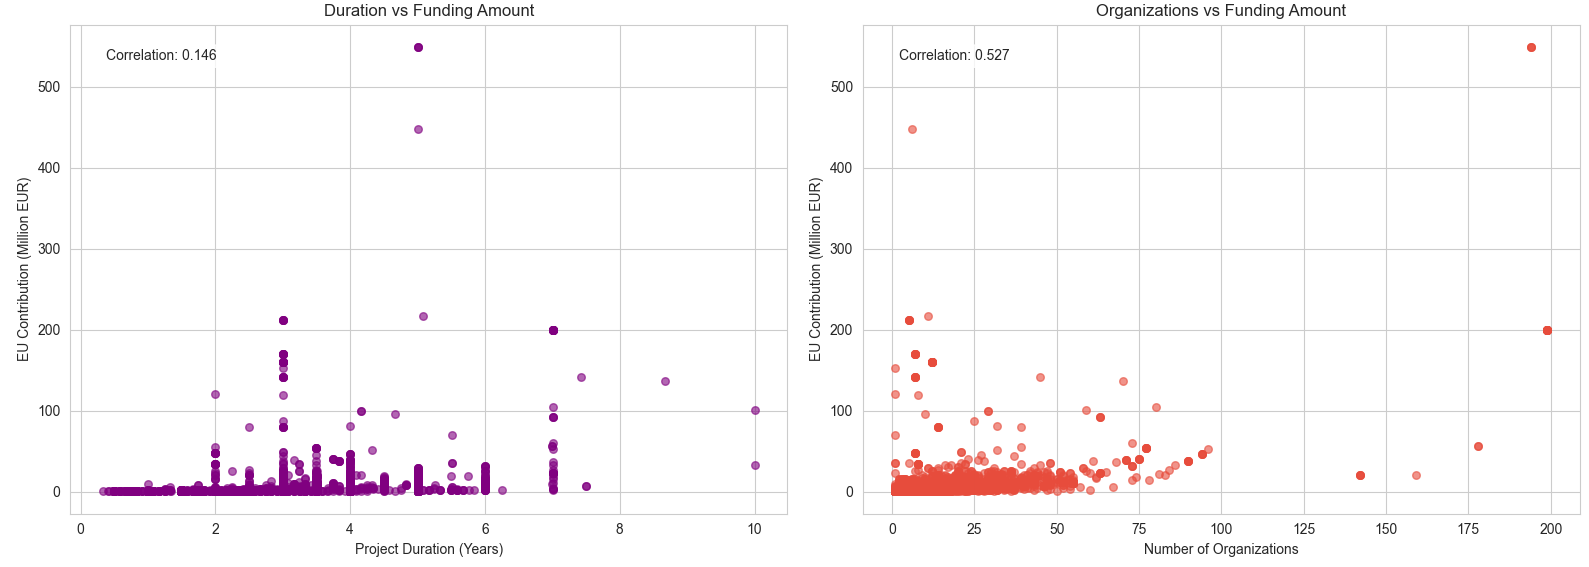 Duration vs Funding Amount
Correlation: 0.146
EU Contribution (Million EUR)
500
400
300
200
100
0
0 2 4 6 8 10
Project Duration (Years)
Organizations vs Funding Amount
Correlation: 0.527
EU Contribution (Million EUR)
500
400
300
200
100
0
0 25 50 75 100 125 150 175 200
Number of Organizations